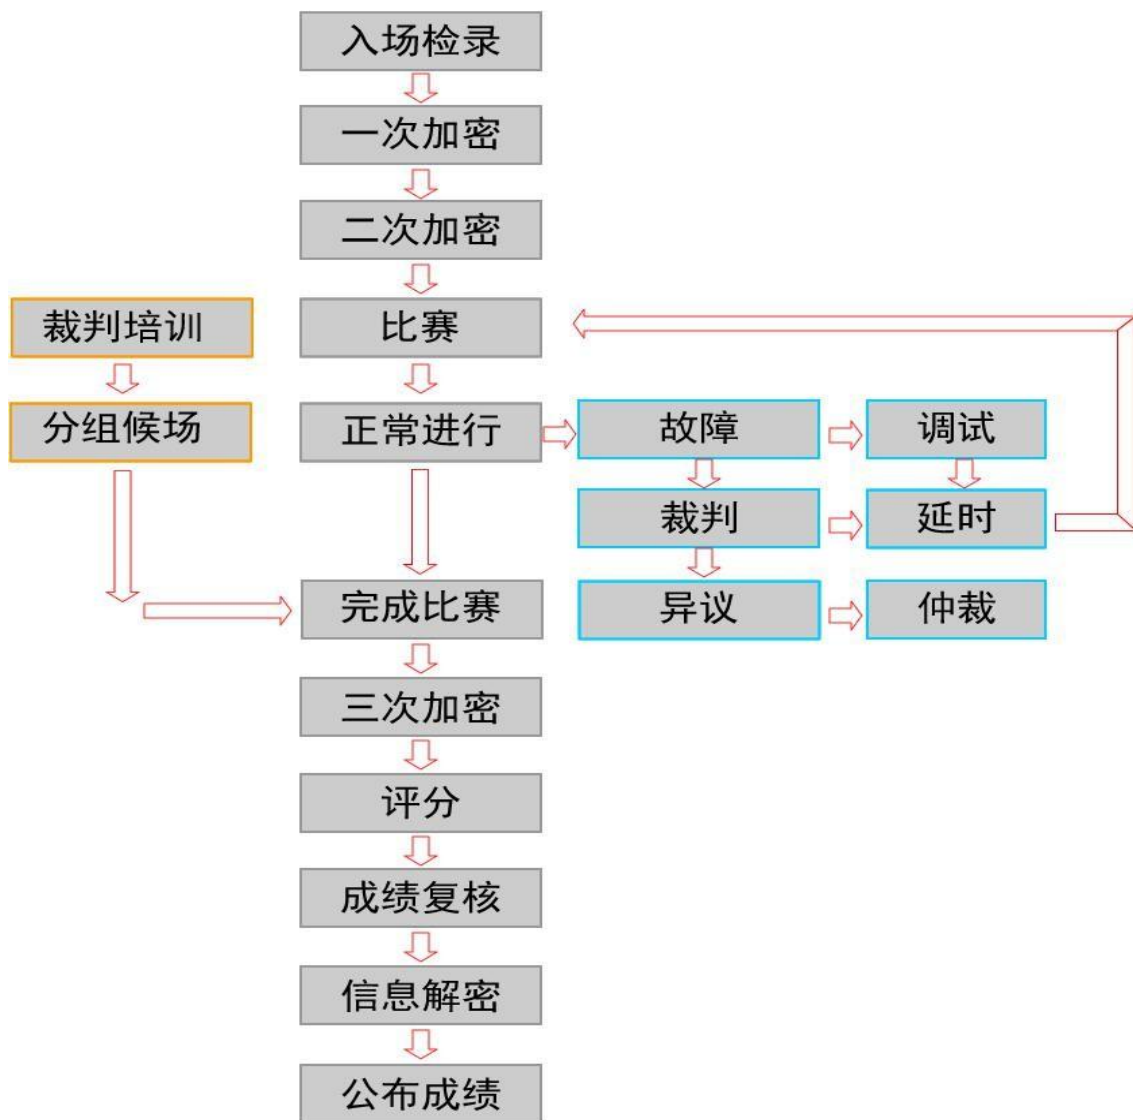 入场检录
一次加密
二次加密
裁判培训
比赛
分组候场
正常进行
故障
调试
裁判
延时
完成比赛
异议
仲裁
三次加密
评分
成绩复核
信息解密
公布成绩